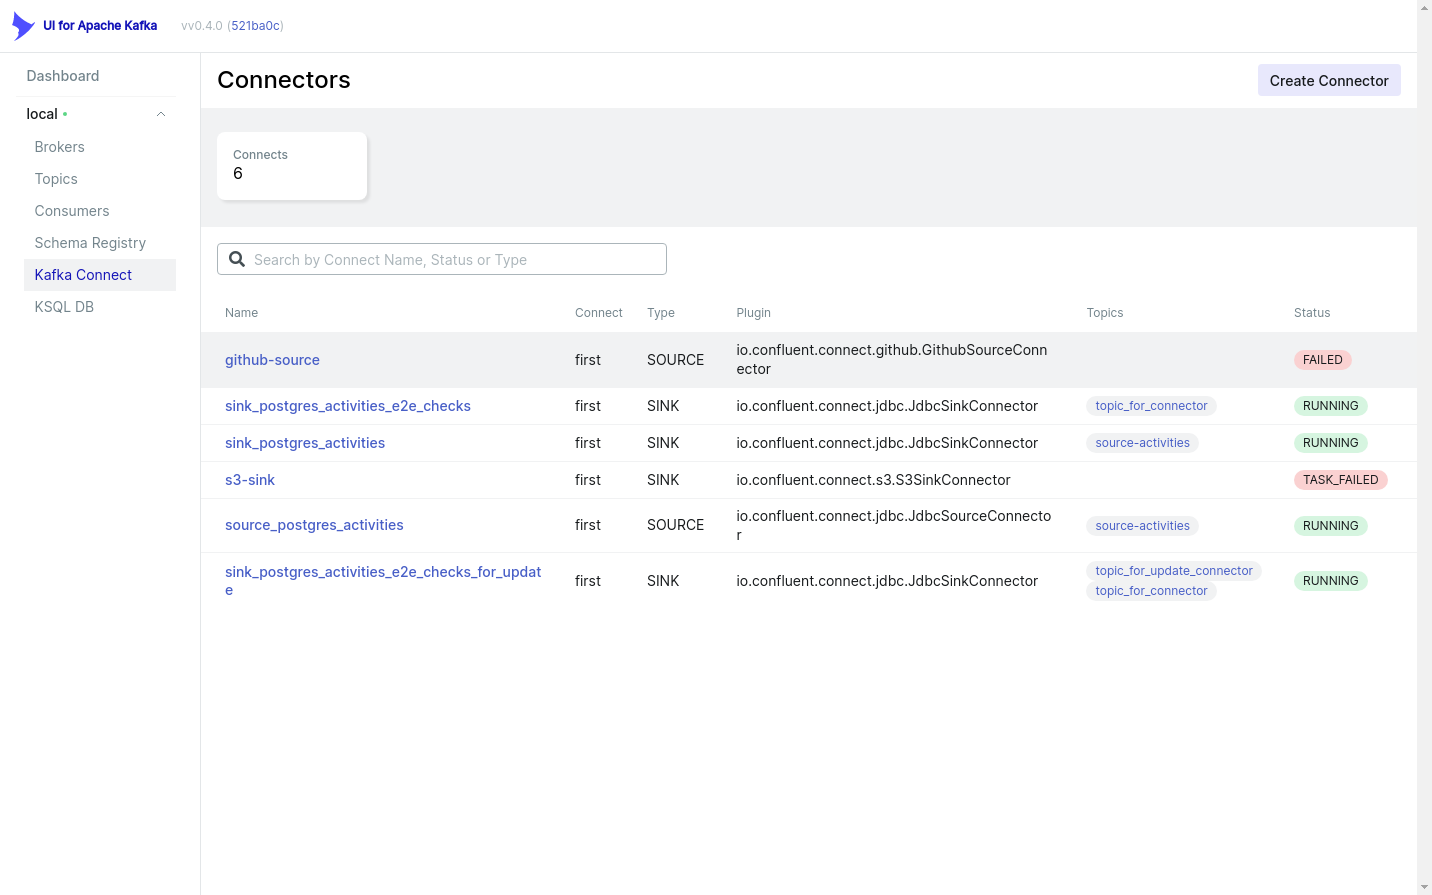 UI for Apache Kafka
vv0.4.0 (521ba0c)
Dashboard
local
Brokers
Topics
Consumers
Schema Registry
Kafka Connect
KSQL DB
Connectors
Create Connector
Connects
6
Search by Connect Name, Status or Type
Name Connect Type Plugin Topics Status
github-source first SOURCE io.confluent.connect.github.GithubSourceConn
ector FAILED
sink_postgres_activities_e2e_checks first SINK io.confluent.connect.jdbc.JdbcSinkConnector topic_for_connector RUNNING
sink_postgres_activities first SINK io.confluent.connect.jdbc.JdbcSinkConnector source-activities RUNNING
s3-sink first SINK io.confluent.connect.s3.S3SinkConnector TASK_FAILED
source_postgres_activities first SOURCE io.confluent.connect.jdbc.JdbcSourceConnecto
r source-activities RUNNING
sink_postgres_activities_e2e_checks_for_updat
e first SINK io.confluent.connect.jdbc.JdbcSinkConnector topic_for_update_connector
topic_for_connector RUNNING